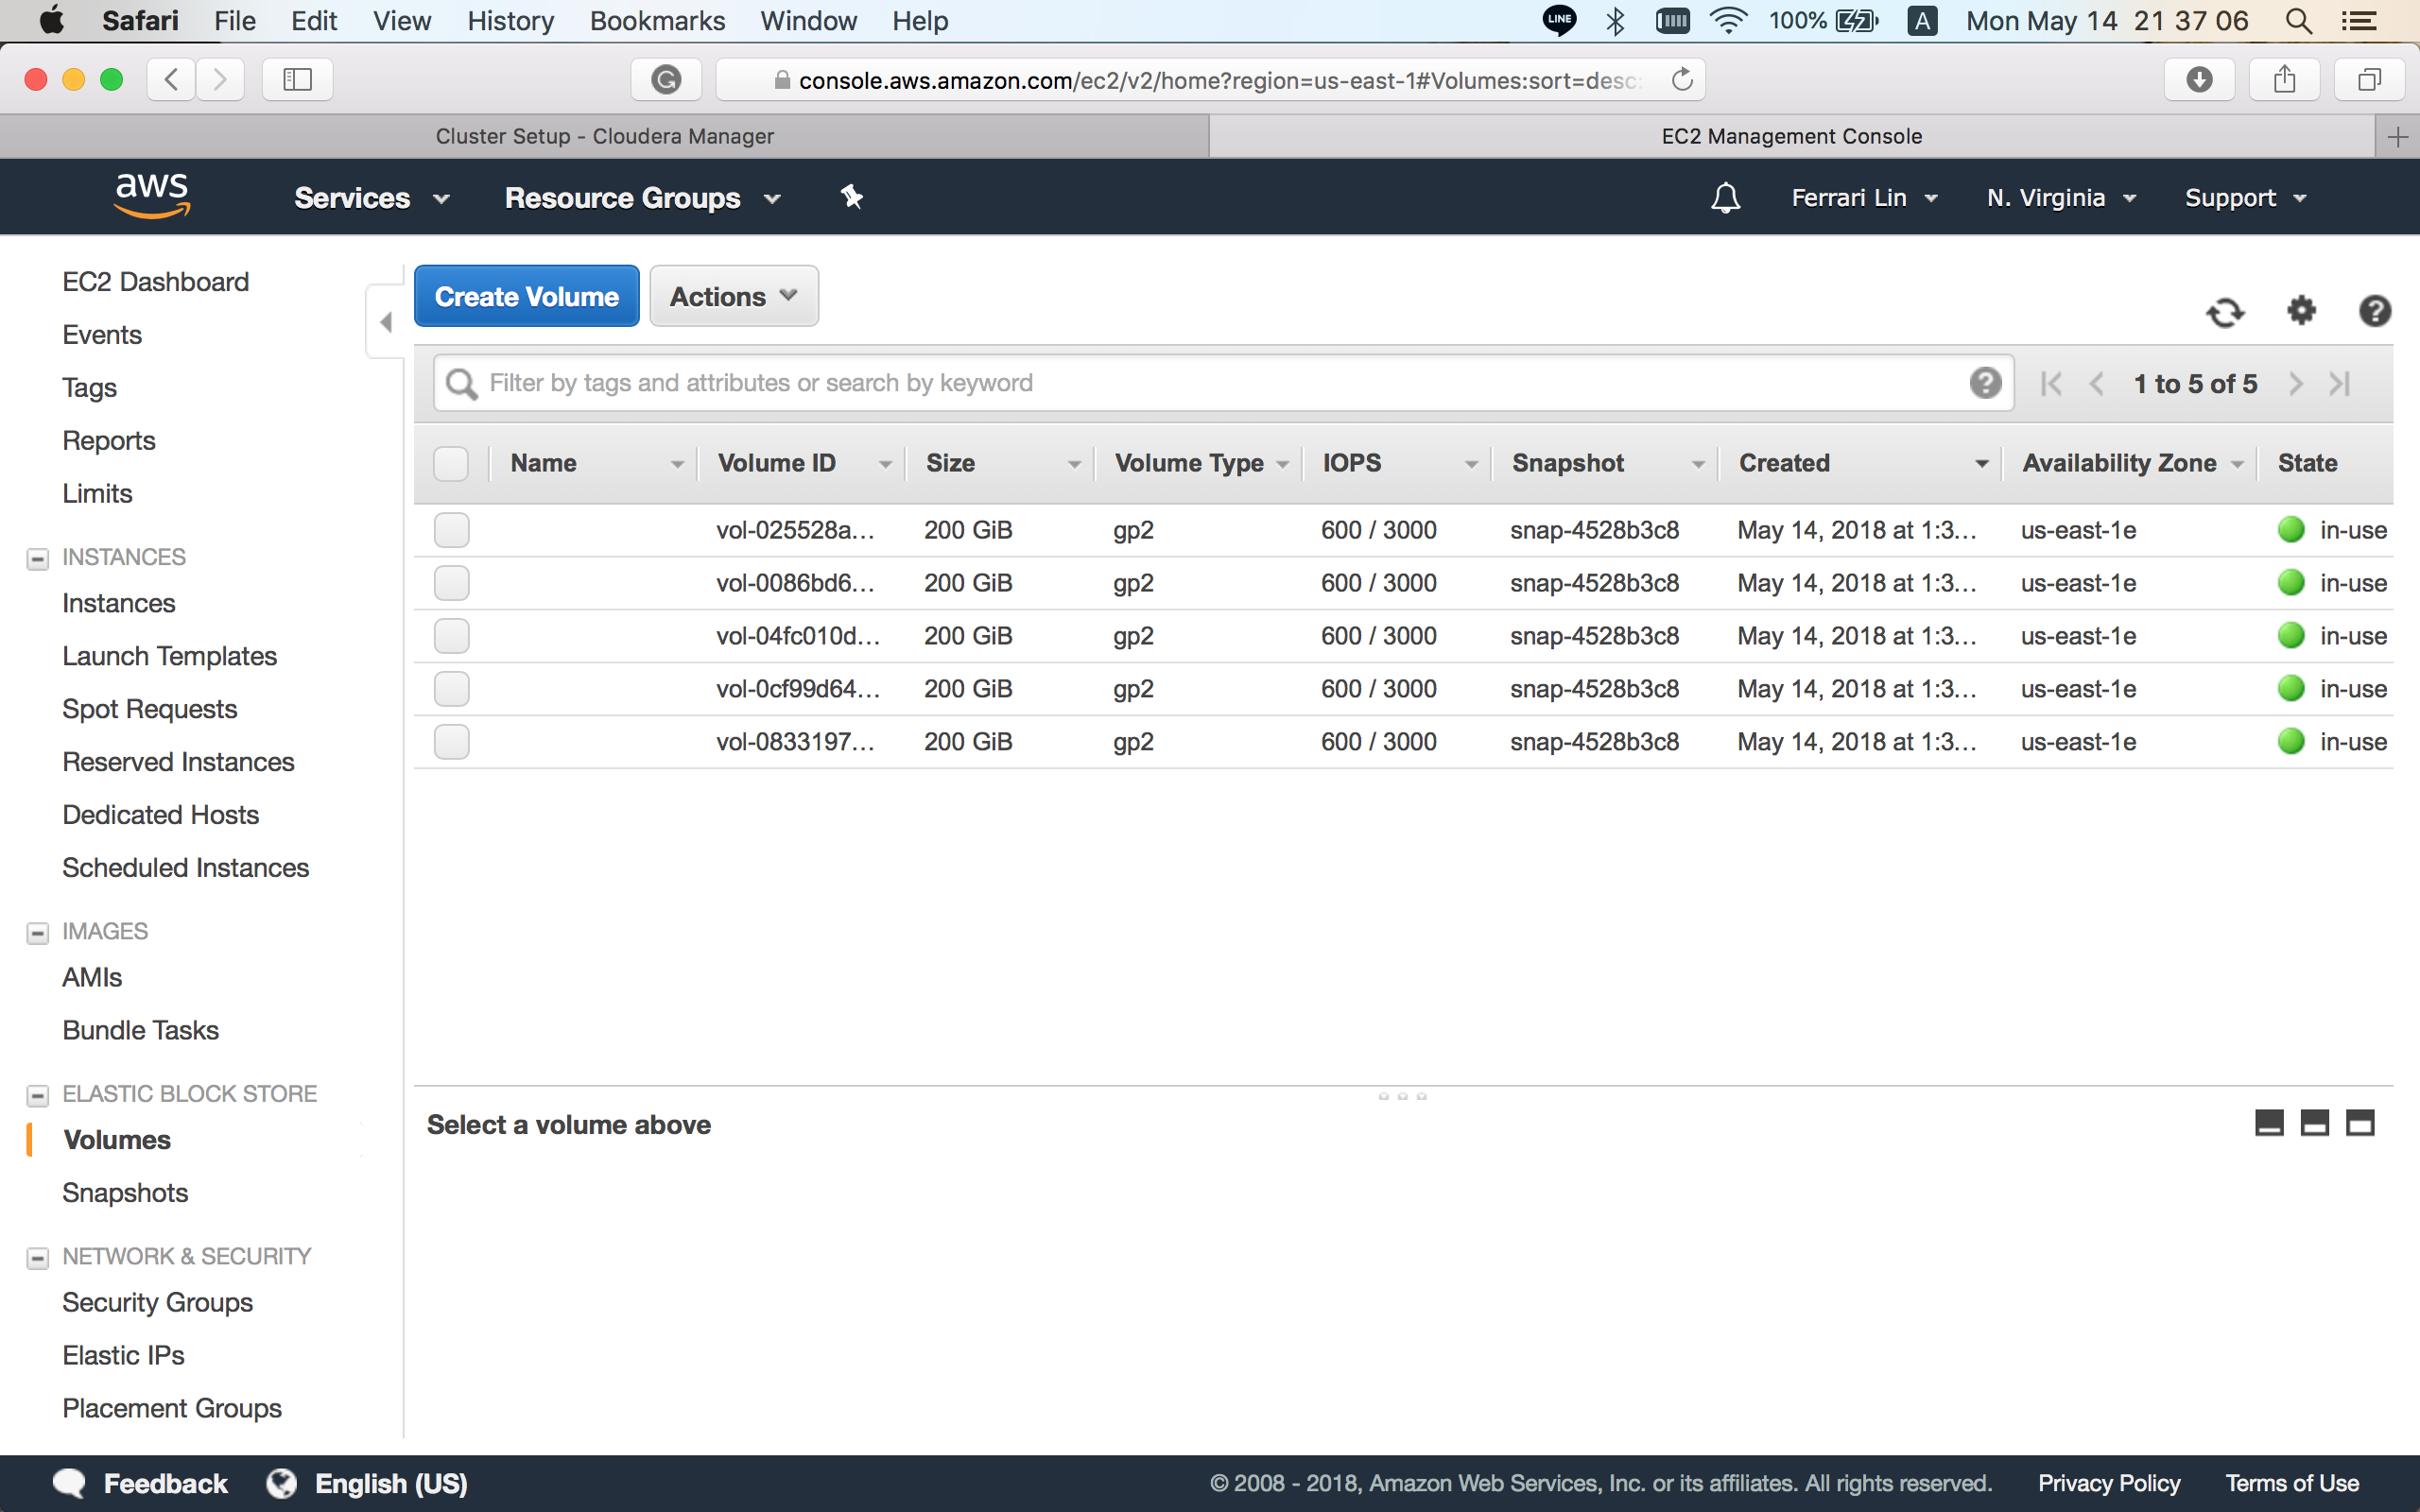 Safari File Edit View History Bookmarks Window Help LINE 100% A Mon May 14 21 37 06
console.aws.amazon.com/ec2/v2/home?region=us-east-1#Volumes:sort=desc:
Cluster Setup - Cloudera Manager EC2 Management Console
aws Services Resource Groups Ferrari Lin N. Virginia Support
EC2 Dashboard
Events
Tags
Reports
Limits
INSTANCES
Instances
Launch Templates
Spot Requests
Reserved Instances
Dedicated Hosts
Scheduled Instances
IMAGES
AMIs
Bundle Tasks
ELASTIC BLOCK STORE
Volumes
Snapshots
NETWORK & SECURITY
Security Groups
Elastic IPs
Placement Groups
Create Volume Actions
Filter by tags and attributes or search by keyword 1 to 5 of 5
Name Volume ID Size Volume Type IOPS Snapshot Created Availability Zone State
vol-025528a... 200 GiB gp2 600 / 3000 snap-4528b3c8 May 14, 2018 at 1:3... us-east-1e in-use
vol-0086bd6... 200 GiB gp2 600 / 3000 snap-4528b3c8 May 14, 2018 at 1:3... us-east-1e in-use
vol-04fc010d... 200 GiB gp2 600 / 3000 snap-4528b3c8 May 14, 2018 at 1:3... us-east-1e in-use
vol-0cf99d64... 200 GiB gp2 600 / 3000 snap-4528b3c8 May 14, 2018 at 1:3... us-east-1e in-use
vol-0833197... 200 GiB gp2 600 / 3000 snap-4528b3c8 May 14, 2018 at 1:3... us-east-1e in-use
Select a volume above
Feedback English (US) © 2008 - 2018, Amazon Web Services, Inc. or its affiliates. All rights reserved. Privacy Policy Terms of Use